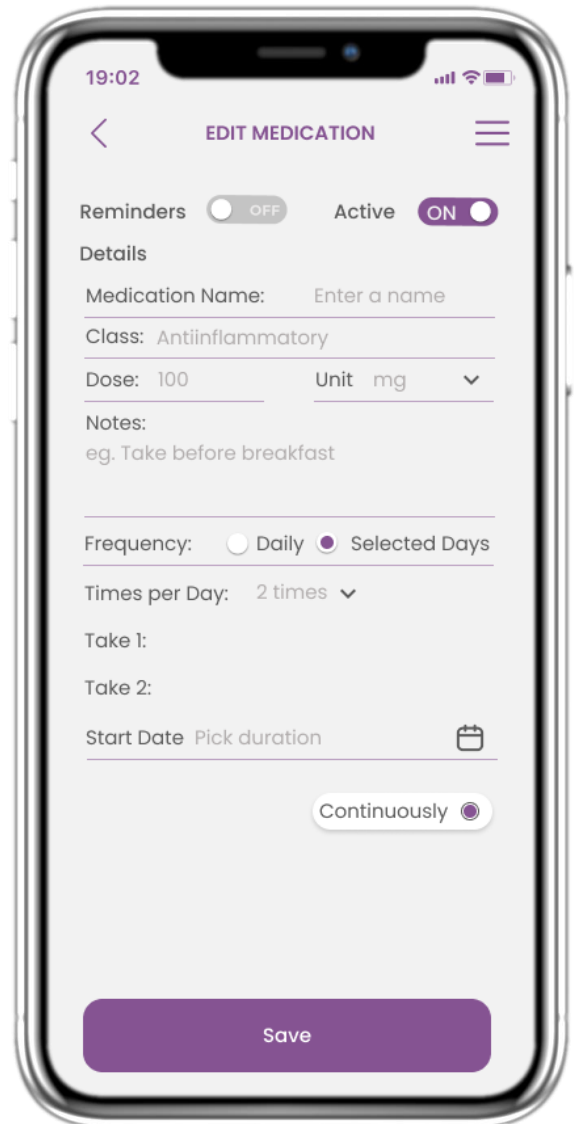 19:02
EDIT MEDICATION
Reminders OFF Active ON
Details
Medication Name: Enter a name
Class: Antiinflammatory
Dose: 100 Unit mg
Notes:
eg. Take before breakfast
Frequency: Daily Selected Days
Times per Day: 2 times
Take 1:
Take 2:
Start Date Pick duration
Continuously
Save